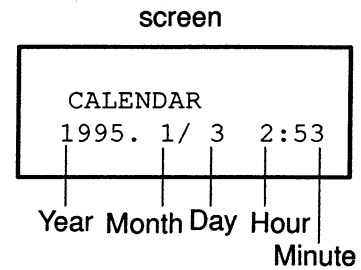 screen
CALENDAR
1995. 1/ 3 2:53
Year Month Day Hour
Minute